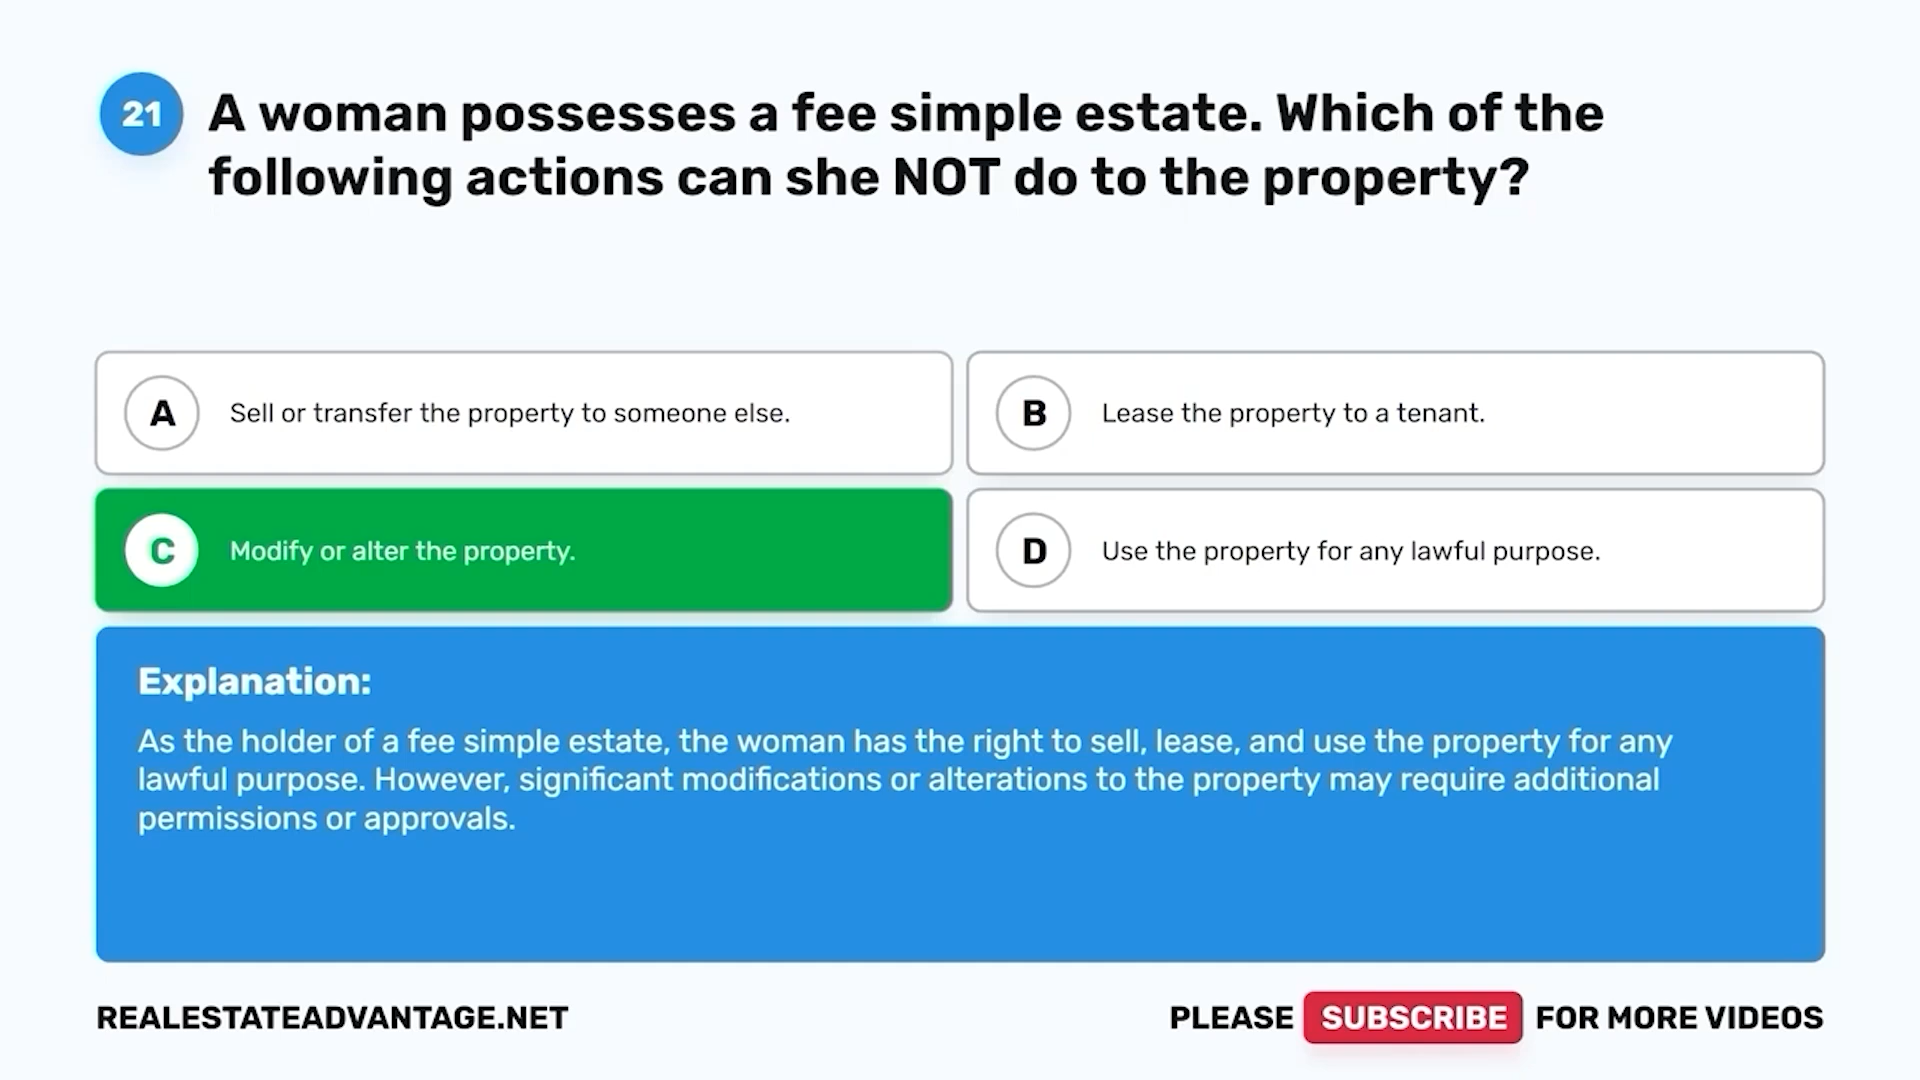 21
A woman possesses a fee simple estate. Which of the
following actions can she NOT do to the property?
A Sell or transfer the property to someone else.
B Lease the property to a tenant.
C Modify or alter the property.
D Use the property for any lawful purpose.
Explanation:
As the holder of a fee simple estate, the woman has the right to sell, lease, and use the property for any
lawful purpose. However, significant modifications or alterations to the property may require additional
permissions or approvals.
REALESTATEADVANTAGE.NET
PLEASE SUBSCRIBE FOR MORE VIDEOS